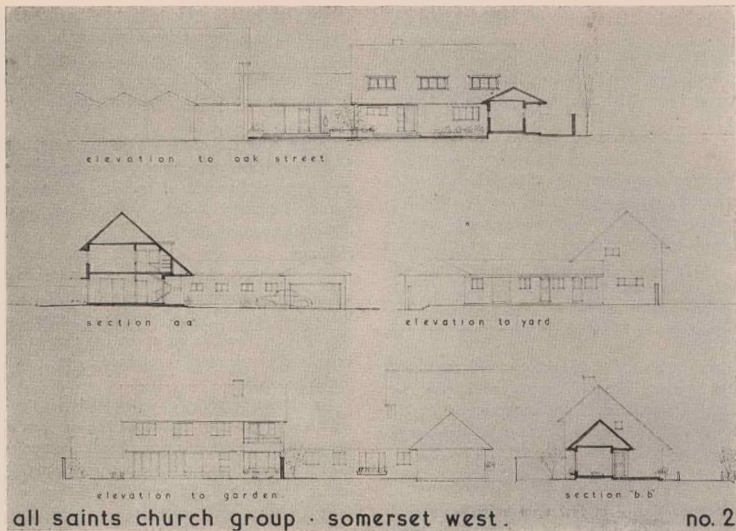 elevation to oak street
section "aa"
elevation to yard
elevation to garden.
section "b.b"
all saints church group · somerset west.
no. 2